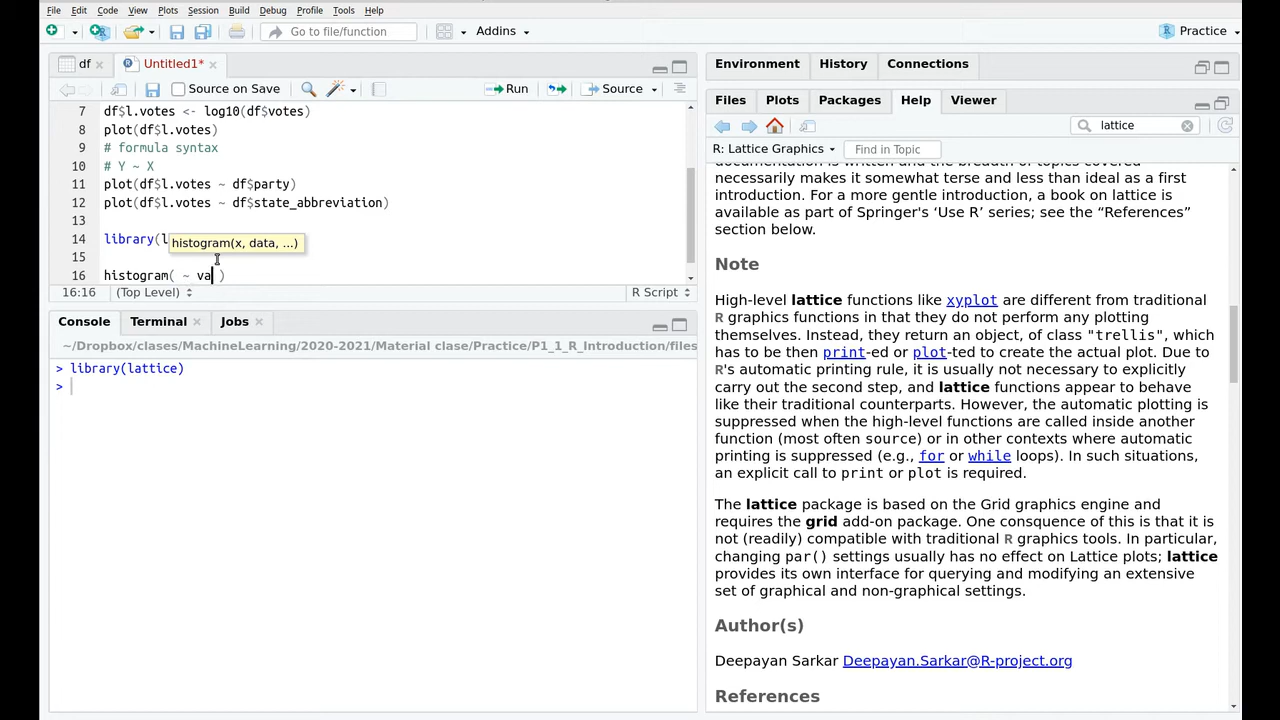 File Edit Code View Plots Session Build Debug Profile Tools Help
Go to file/function Addins Practice
df Untitled1*
Source on Save Run Source
7 df$l.votes <- log10(df$votes)
8 plot(df$l.votes)
9 # formula syntax
10 # Y ~ X
11 plot(df$l.votes ~ df$party)
12 plot(df$l.votes ~ df$state_abbreviation)
13
14 library(l
histogram(x, data, ...)
15
16 histogram( ~ va )
16:16 (Top Level) R Script
Console Terminal Jobs
~/Dropbox/clases/MachineLearning/2020-2021/Material clase/Practice/P1_1_R_Introduction/files
> library(lattice)
>
Environment History Connections
Files Plots Packages Help Viewer
lattice
R: Lattice Graphics Find in Topic
documentation is written and the breadth of topics covered
necessarily makes it somewhat terse and less than ideal as a first
introduction. For a more gentle introduction, a book on lattice is
available as part of Springer's ‘Use R’ series; see the “References”
section below.
Note
High-level lattice functions like xyplot are different from traditional
R graphics functions in that they do not perform any plotting
themselves. Instead, they return an object, of class "trellis", which
has to be then print-ed or plot-ted to create the actual plot. Due to
R's automatic printing rule, it is usually not necessary to explicitly
carry out the second step, and lattice functions appear to behave
like their traditional counterparts. However, the automatic plotting is
suppressed when the high-level functions are called inside another
function (most often source) or in other contexts where automatic
printing is suppressed (e.g., for or while loops). In such situations,
an explicit call to print or plot is required.
The lattice package is based on the Grid graphics engine and
requires the grid add-on package. One consquence of this is that it is
not (readily) compatible with traditional R graphics tools. In particular,
changing par() settings usually has no effect on Lattice plots; lattice
provides its own interface for querying and modifying an extensive
set of graphical and non-graphical settings.
Author(s)
Deepayan Sarkar Deepayan.Sarkar@R-project.org
References